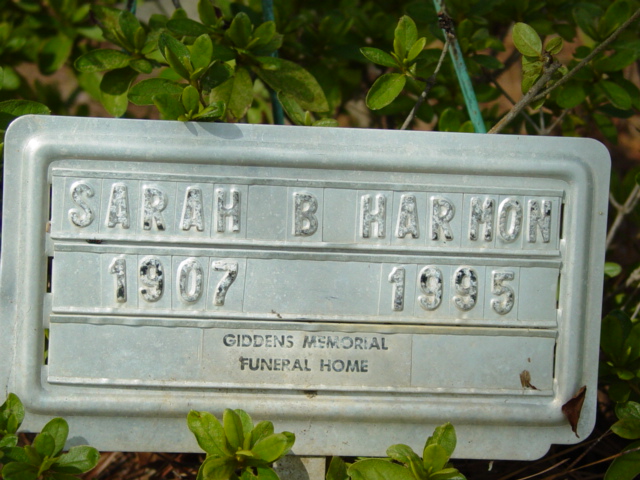 SARAH B HARMON
1907 1995
GIDDENS MEMORIAL
FUNERAL HOME